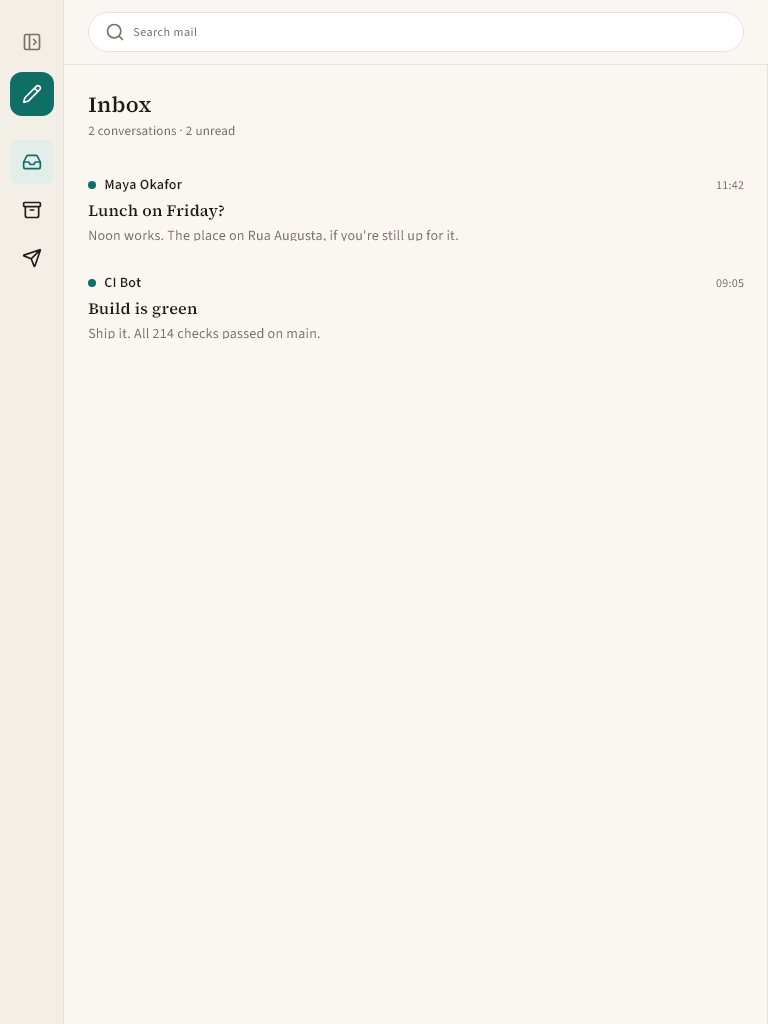 Search mail
Inbox
2 conversations · 2 unread
Maya Okafor
11:42
Lunch on Friday?
Noon works. The place on Rua Augusta, if you're still up for it.
CI Bot
09:05
Build is green
Ship it. All 214 checks passed on main.